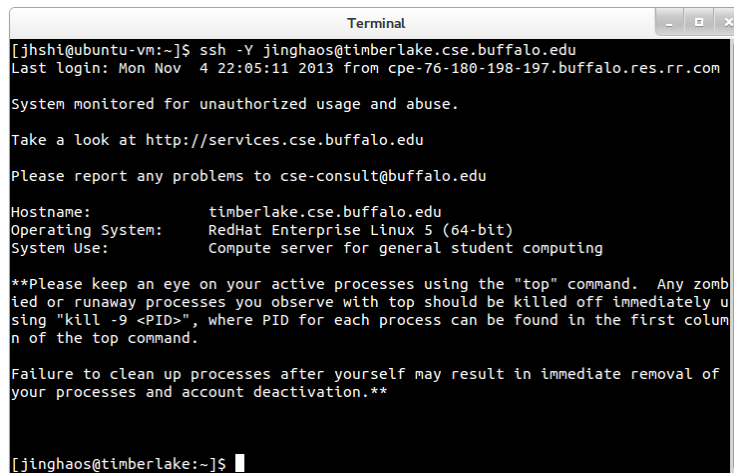 Terminal
[jhshi@ubuntu-vm:~]$ ssh -Y jinghaos@timberlake.cse.buffalo.edu
Last login: Mon Nov  4 22:05:11 2013 from cpe-76-180-198-197.buffalo.res.rr.com
System monitored for unauthorized usage and abuse.
Take a look at http://services.cse.buffalo.edu
Please report any problems to cse-consult@buffalo.edu
Hostname:              timberlake.cse.buffalo.edu
Operating System:      RedHat Enterprise Linux 5 (64-bit)
System Use:            Compute server for general student computing
**Please keep an eye on your active processes using the "top" command.  Any zomb
ied or runaway processes you observe with top should be killed off immediately u
sing "kill -9 <PID>", where PID for each process can be found in the first colum
n of the top command.
Failure to clean up processes after yourself may result in immediate removal of
your processes and account deactivation.**
[jinghaos@timberlake:~]$